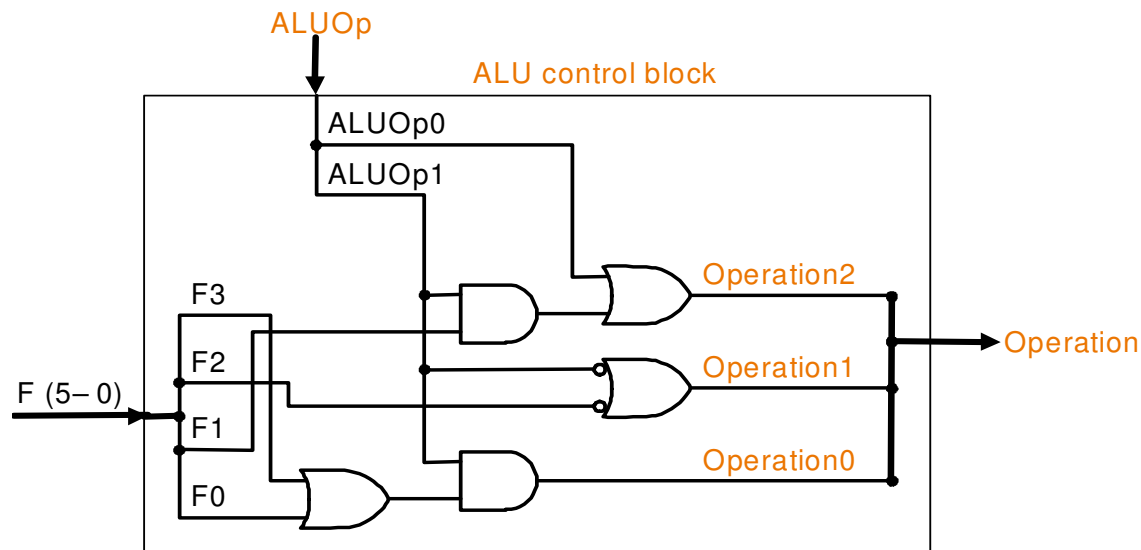 ALUOp
ALU control block
ALUOp0
ALUOp1
Operation2
F3
Operation
F2
Operation1
F (5–0)
F1
Operation0
F0